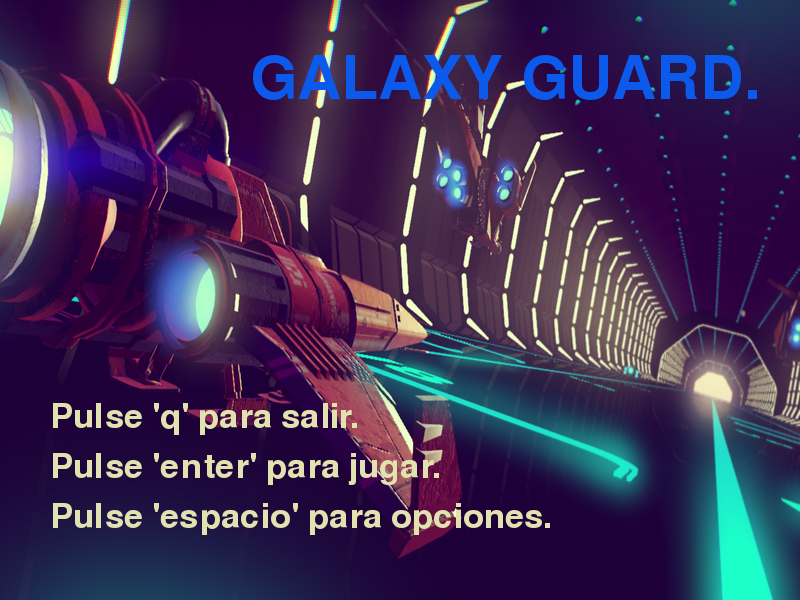 GALAXY GUARD.
Pulse 'q' para salir.
Pulse 'enter' para jugar.
Pulse 'espacio' para opciones.